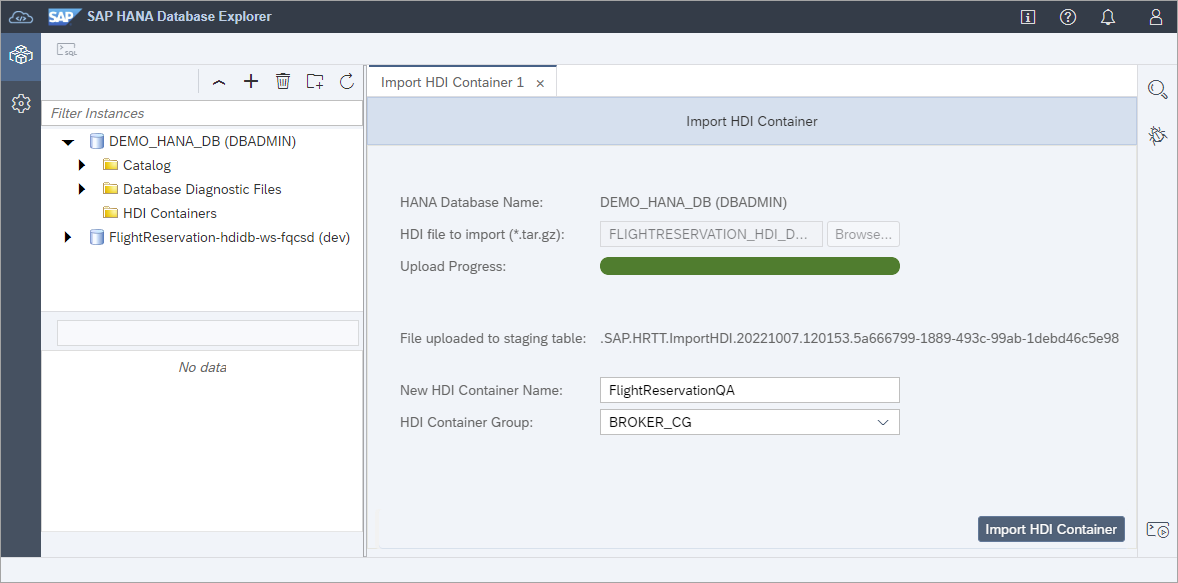 SAP SAP HANA Database Explorer
SQL
Filter Instances
DEMO_HANA_DB (DBADMIN)
Catalog
Database Diagnostic Files
HDI Containers
FlightReservation-hdidb-ws-fqcsd (dev)
No data
Import HDI Container 1 ×
Import HDI Container
HANA Database Name: DEMO_HANA_DB (DBADMIN)
HDI file to import (*.tar.gz): FLIGHTRESERVATION_HDI_D... Browse...
Upload Progress:
File uploaded to staging table: .SAP.HRTT.ImportHDI.20221007.120153.5a666799-1889-493c-99ab-1debd46c5e98
New HDI Container Name: FlightReservationQA
HDI Container Group: BROKER_CG
Import HDI Container